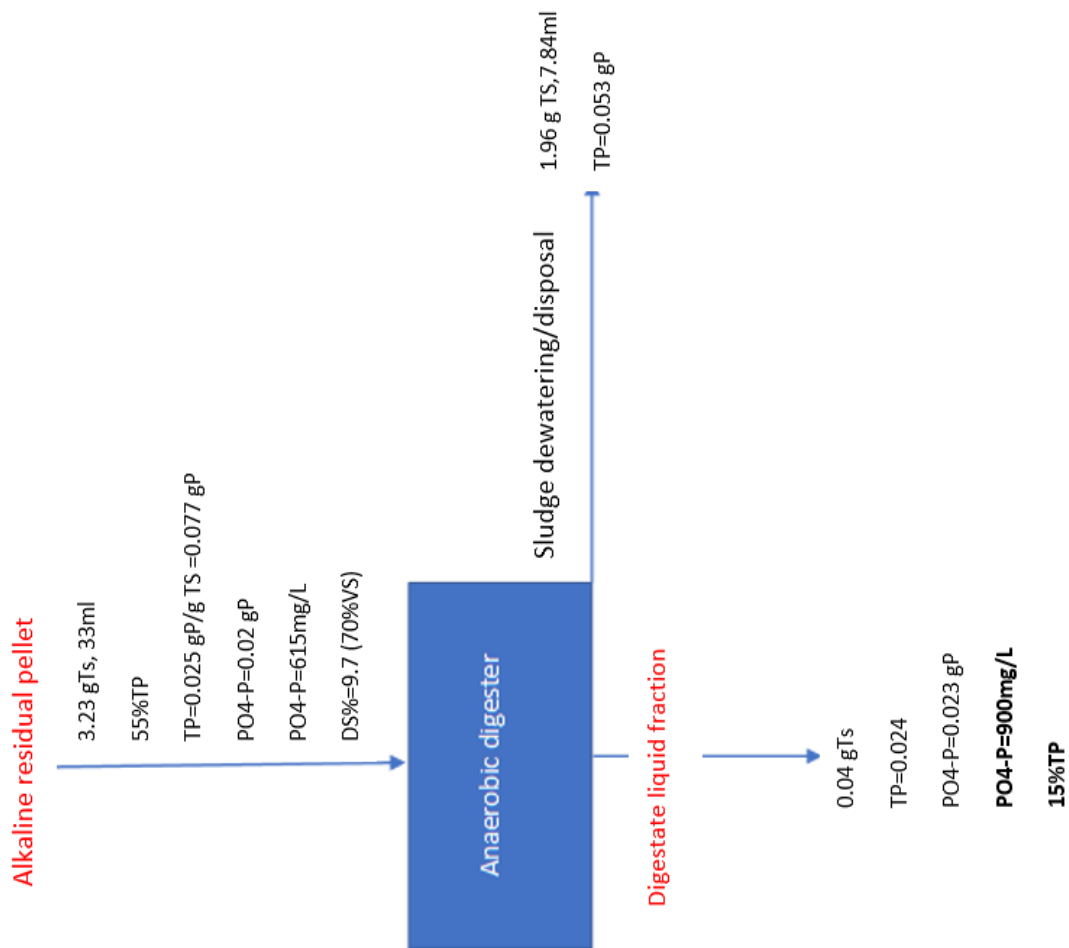 Alkaline residual pellet
3.23 gTs, 33ml
55%TP
TP=0.025 gP/g TS =0.077 gP
PO4-P=0.02 gP
PO4-P=615mg/L
DS%=9.7 (70%VS)
Anaerobic digester
Sludge dewatering/disposal
1.96 g TS,7.84ml
TP=0.053 gP
Digestate liquid fraction
0.04 gTs
TP=0.024
PO4-P=0.023 gP
PO4-P=900mg/L
15%TP